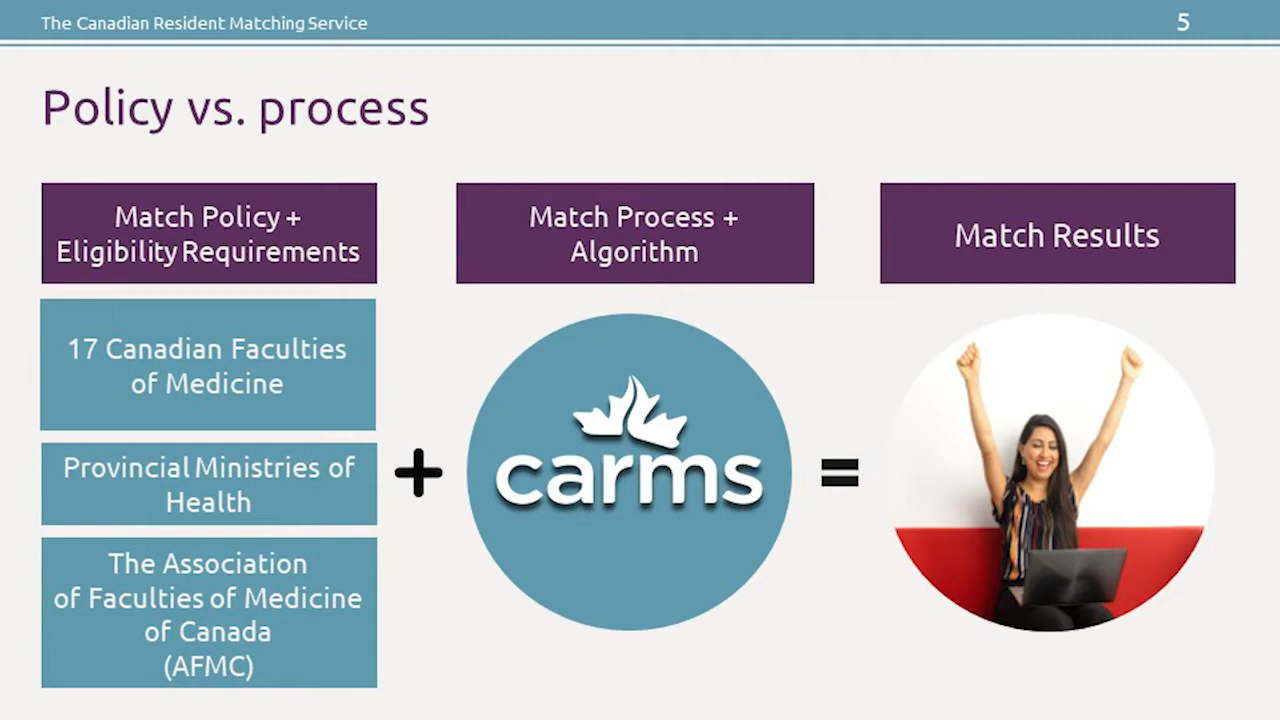 The Canadian Resident Matching Service
5
Policy vs. process
Match Policy +
Eligibility Requirements
17 Canadian Faculties
of Medicine
Provincial Ministries of
Health
The Association
of Faculties of Medicine
of Canada
(AFMC)
+
Match Process +
Algorithm
carms
=
Match Results